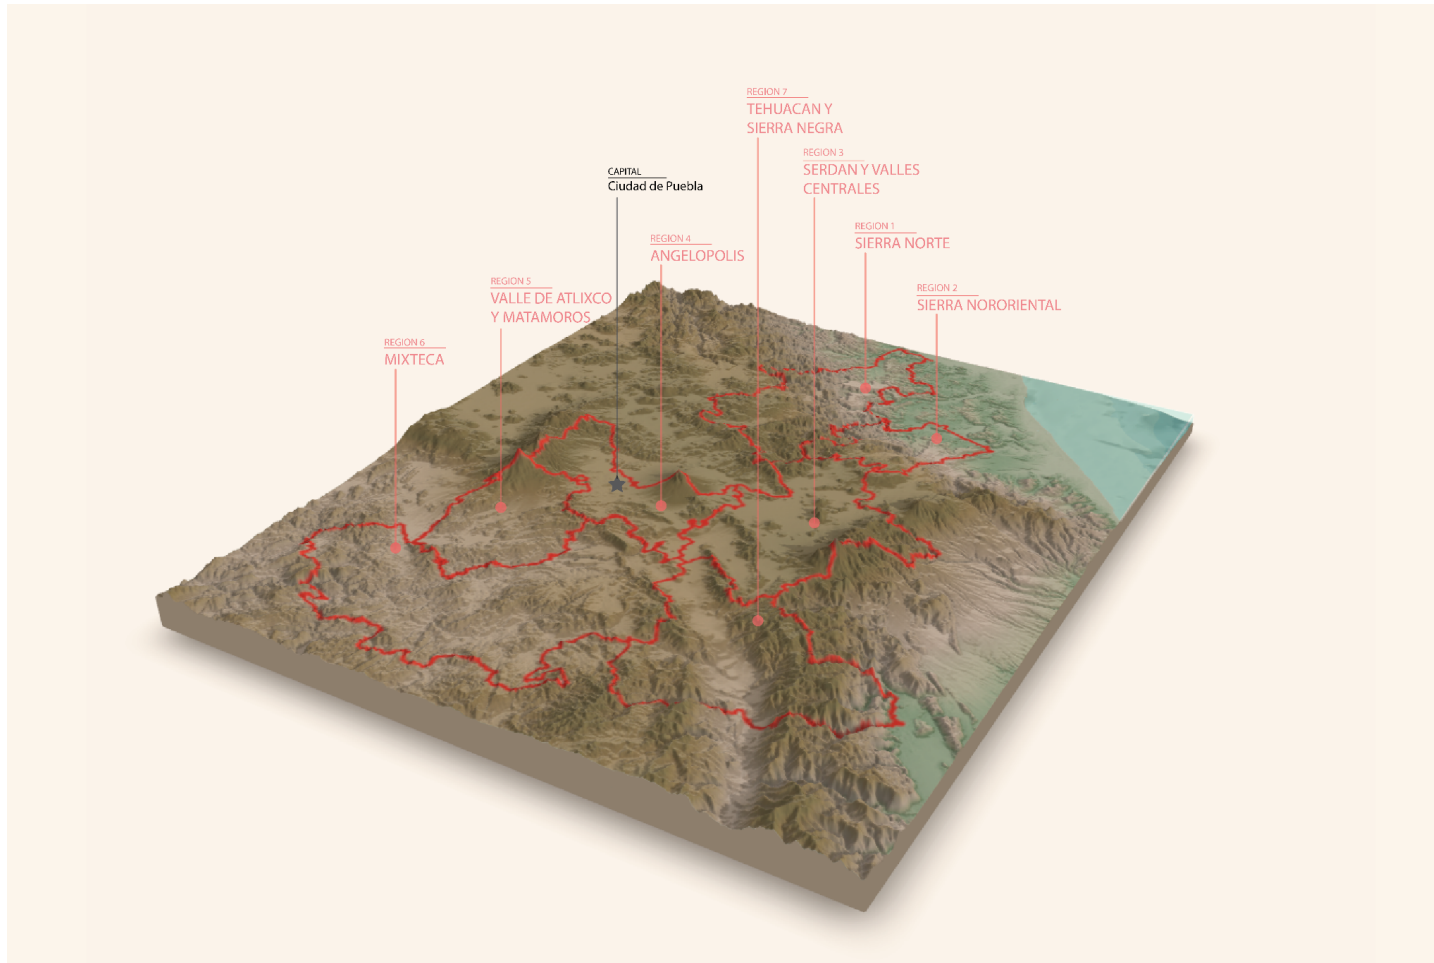 REGION 7
TEHUACAN Y
SIERRA NEGRA
REGION 3
SERDAN Y VALLES
CENTRALES
CAPITAL
Ciudad de Puebla
REGION 1
SIERRA NORTE
REGION 4
ANGELOPOLIS
REGION 5
VALLE DE ATLIXCO
Y MATAMOROS
REGION 2
SIERRA NORORIENTAL
REGION 6
MIXTECA